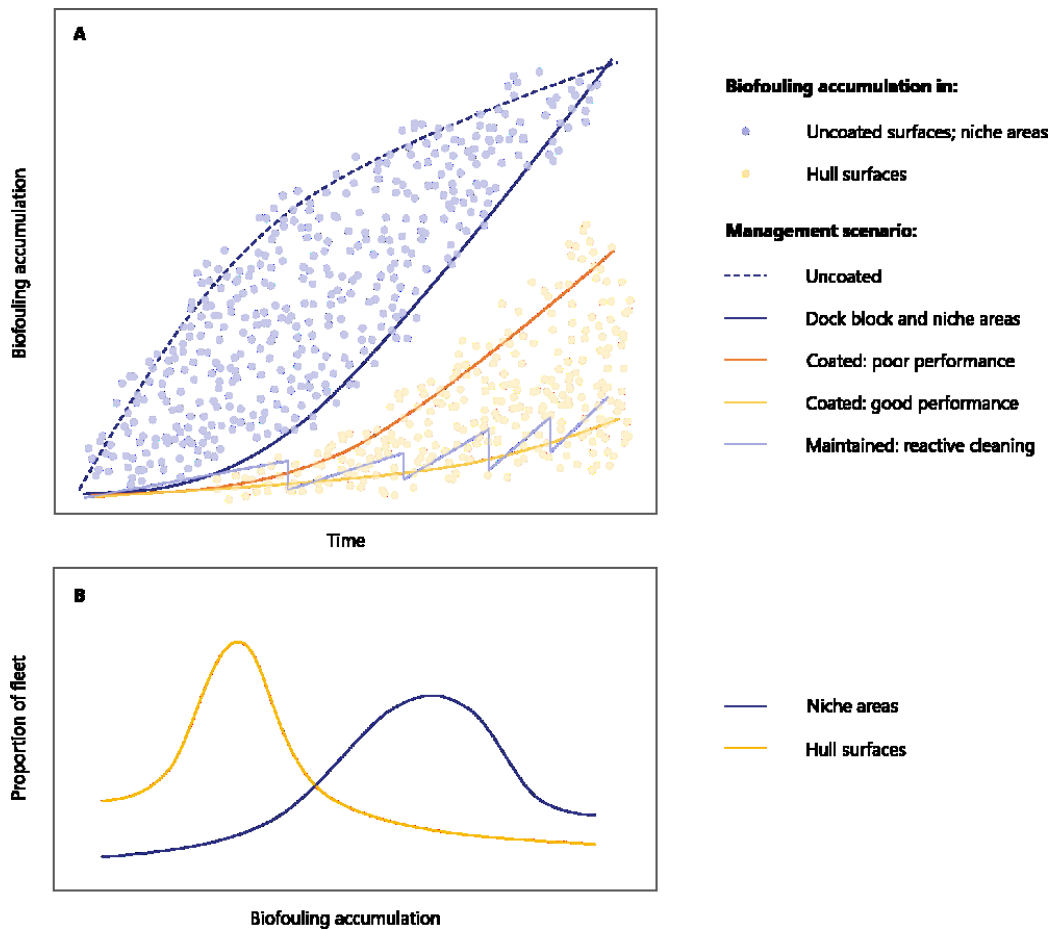 A
Biofouling accumulation
Time
Biofouling accumulation in:
Uncoated surfaces; niche areas
Hull surfaces
Management scenario:
Uncoated
Dock block and niche areas
Coated: poor performance
Coated: good performance
Maintained: reactive cleaning
B
Proportion of fleet
Biofouling accumulation
Niche areas
Hull surfaces